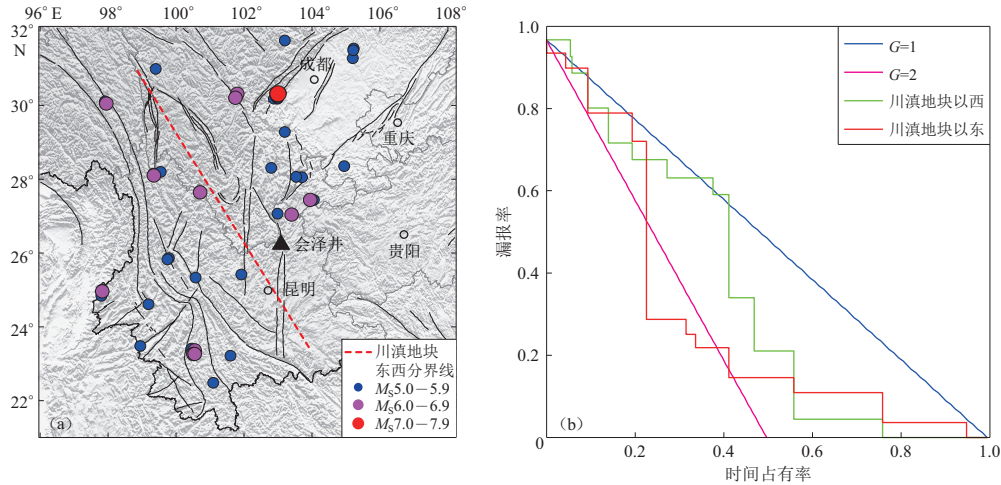 96° E 98° 100° 102° 104° 106° 108°
32°
N
30°
28°
26°
24°
22°
成都
重庆
会泽井
贵阳
昆明
川滇地块
东西分界线
MS5.0－5.9
MS6.0－6.9
MS7.0－7.9
（a）
1.0
0.8
0.6
0.4
0.2
0
漏报率
G=1
G=2
川滇地块以西
川滇地块以东
（b）
0.2 0.4 0.6 0.8 1.0
时间占有率